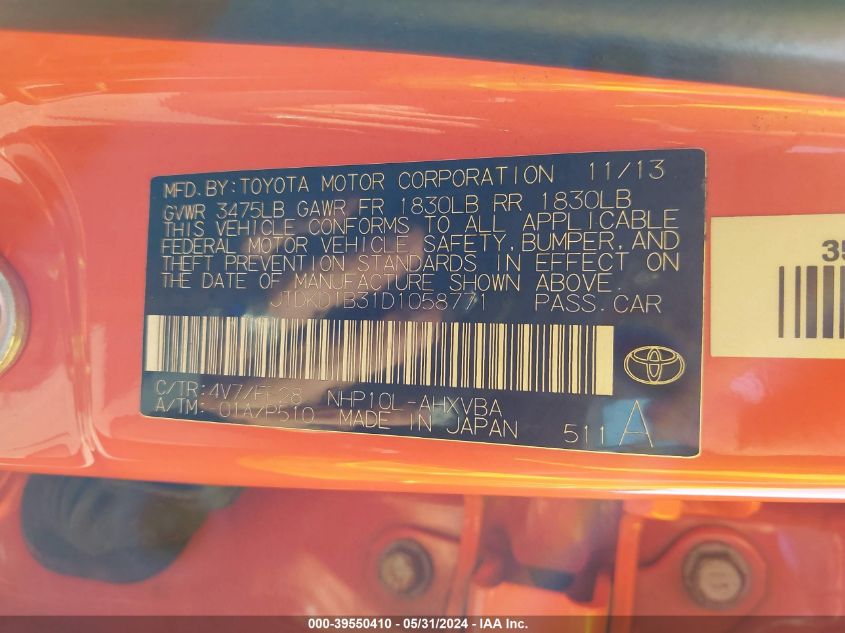 MFD. BY: TOYOTA MOTOR CORPORATION 11/13
GVWR 3475LB GAWR FR 1830LB RR 1830LB
THIS VEHICLE CONFORMS TO ALL APPLICABLE
FEDERAL MOTOR VEHICLE SAFETY, BUMPER, AND
THEFT PREVENTION STANDARDS IN EFFECT ON
THE DATE OF MANUFACTURE SHOWN ABOVE.
JTDKDTB31D1058771 PASS. CAR
C/TR: 4V7/ NHP10L-AHXVBA
A/TM: -01A/P510 MADE IN JAPAN
511 A
35
000-39550410 - 05/31/2024 - IAA Inc.